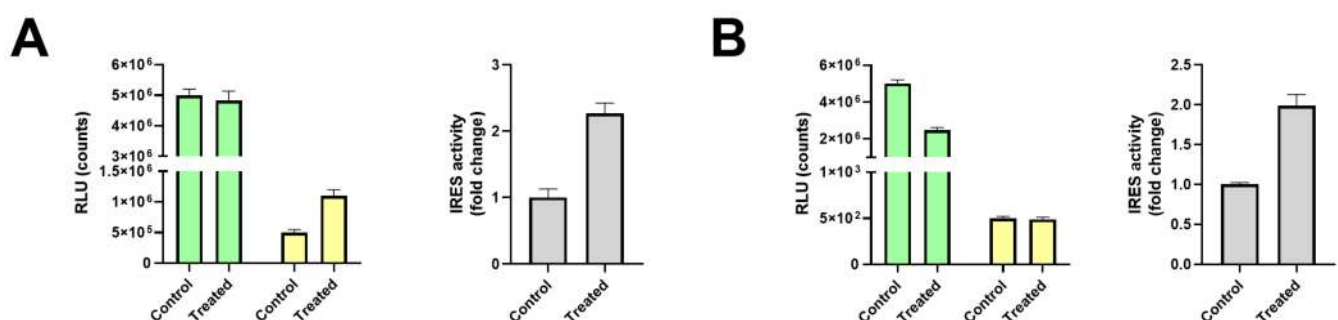 A
RLU (counts)
6×10⁶
5×10⁶
4×10⁶
3×10⁶
1.5×10⁶
1×10⁶
5×10⁵
0
Control
Treated
Control
Treated
IRES activity
(fold change)
3
2
1
0
Control
Treated
B
RLU (counts)
6×10⁶
4×10⁶
2×10⁶
1×10³
5×10²
0
Control
Treated
Control
Treated
IRES activity
(fold change)
2.5
2.0
1.5
1.0
0.5
0.0
Control
Treated